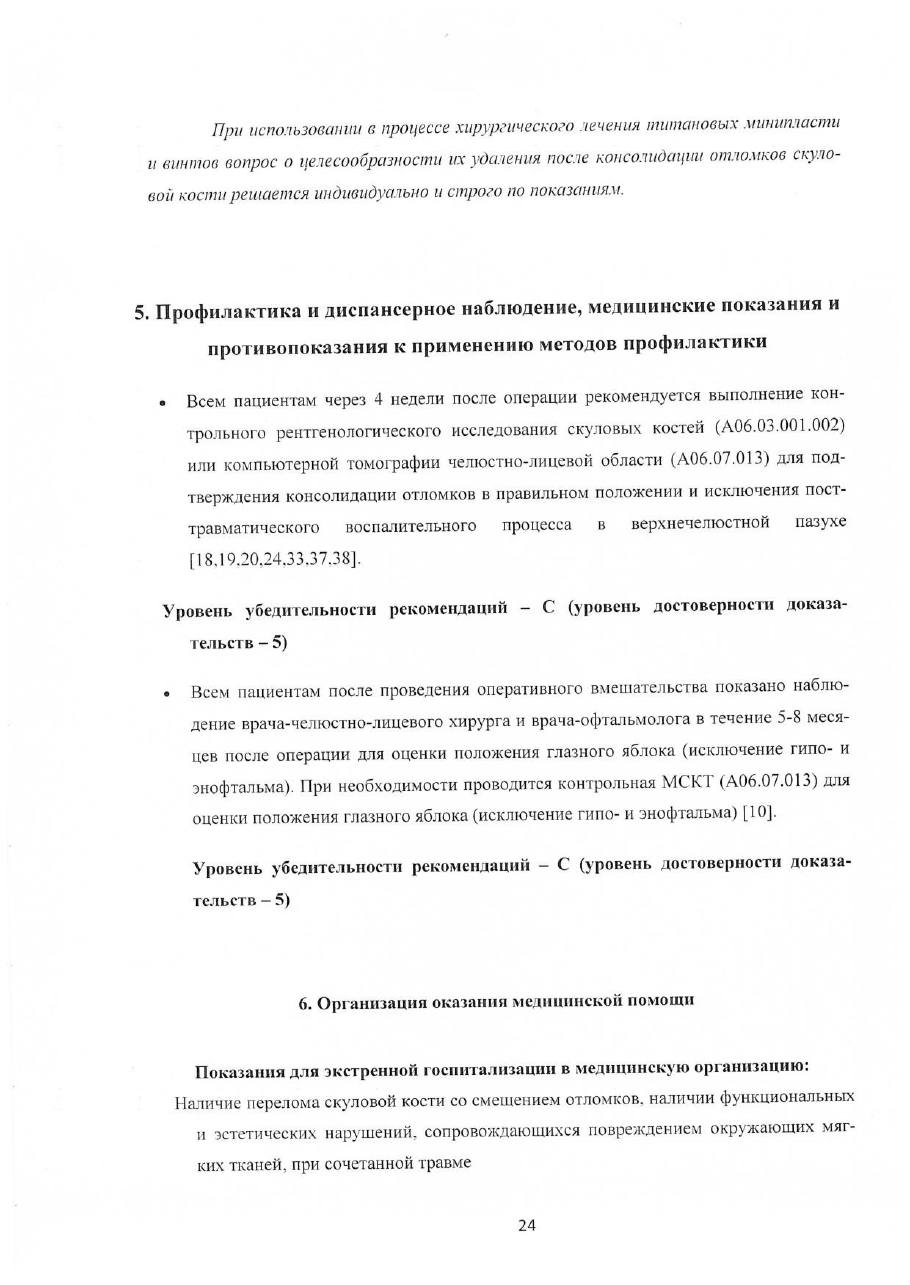 При использовании в процессе хирургического лечения титановых минипласти
и винтов вопрос о целесообразности их удаления после консолидации отломков скуло-
вой кости решается индивидуально и строго по показаниям.
5. Профилактика и диспансерное наблюдение, медицинские показания и
противопоказания к применению методов профилактики
• Всем пациентам через 4 недели после операции рекомендуется выполнение кон-
трольного рентгенологического исследования скуловых костей (A06.03.001.002)
или компьютерной томографии челюстно-лицевой области (A06.07.013) для под-
тверждения консолидации отломков в правильном положении и исключения пост-
травматического воспалительного процесса в верхнечелюстной пазухе
[18,19,20,24,33,37,38].
Уровень убедительности рекомендаций – С (уровень достоверности доказа-
тельств – 5)
• Всем пациентам после проведения оперативного вмешательства показано наблю-
дение врача-челюстно-лицевого хирурга и врача-офтальмолога в течение 5-8 меся-
цев после операции для оценки положения глазного яблока (исключение гипо- и
энофтальма). При необходимости проводится контрольная МСКТ (A06.07.013) для
оценки положения глазного яблока (исключение гипо- и энофтальма) [10].
Уровень убедительности рекомендаций – С (уровень достоверности доказа-
тельств – 5)
6. Организация оказания медицинской помощи
Показания для экстренной госпитализации в медицинскую организацию:
Наличие перелома скуловой кости со смещением отломков, наличии функциональных
и эстетических нарушений, сопровождающихся повреждением окружающих мяг-
ких тканей, при сочетанной травме
24